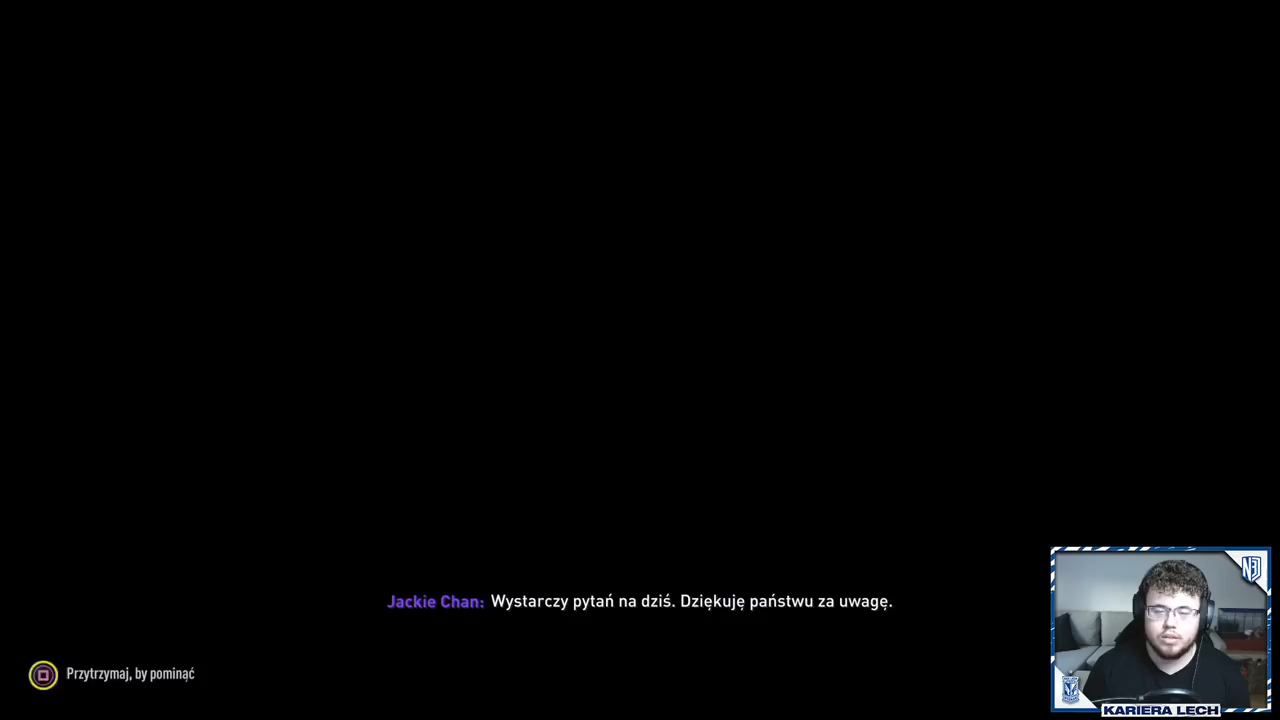 Jackie Chan: Wystarczy pytań na dziś. Dziękuję państwu za uwagę.
Przytrzymaj, by pominąć
KARIERA LECH